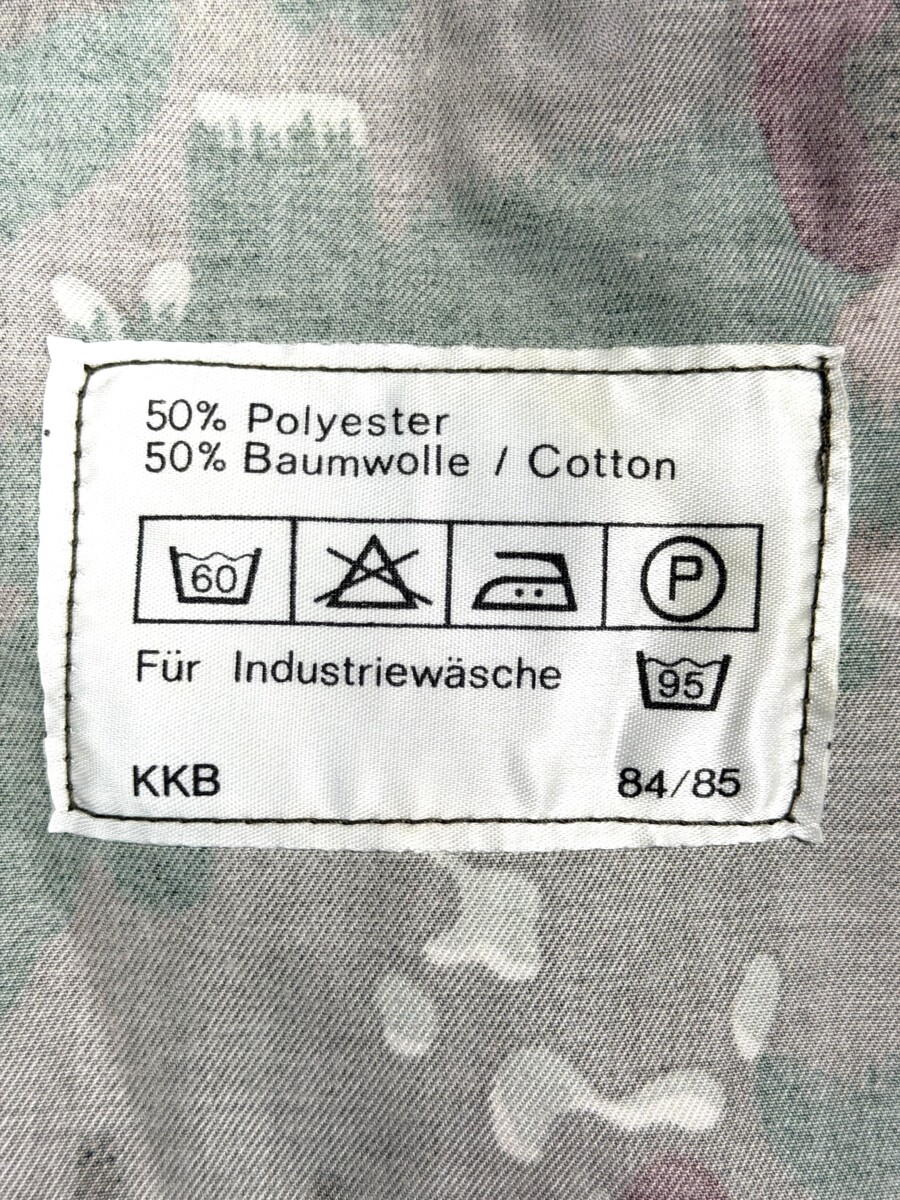 50% Polyester
50% Baumwolle / Cotton
60 P
Für Industriewäsche 95
KKB 84/85